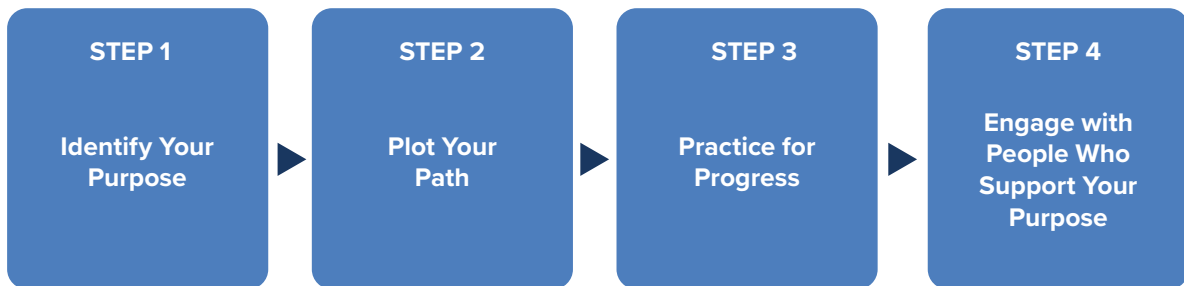 STEP 1
Identify Your
Purpose
STEP 2
Plot Your
Path
STEP 3
Practice for
Progress
STEP 4
Engage with
People Who
Support Your
Purpose